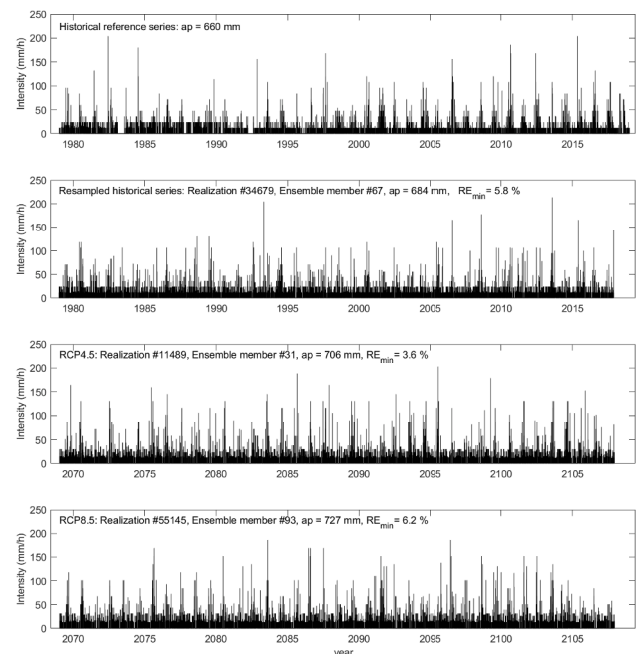 Historical reference series: ap = 660 mm
250
200
150
100
50
0
Intensity (mm/h)
1980 1985 1990 1995 2000 2005 2010 2015
Resampled historical series: Realization #34679, Ensemble member #67, ap = 684 mm, REmin= 5.8 %
250
200
150
100
50
0
Intensity (mm/h)
1980 1985 1990 1995 2000 2005 2010 2015
RCP4.5: Realization #11489, Ensemble member #31, ap = 706 mm, REmin= 3.6 %
250
200
150
100
50
0
Intensity (mm/h)
2070 2075 2080 2085 2090 2095 2100 2105
RCP8.5: Realization #55145, Ensemble member #93, ap = 727 mm, REmin= 6.2 %
250
200
150
100
50
0
Intensity (mm/h)
2070 2075 2080 2085 2090 2095 2100 2105
year